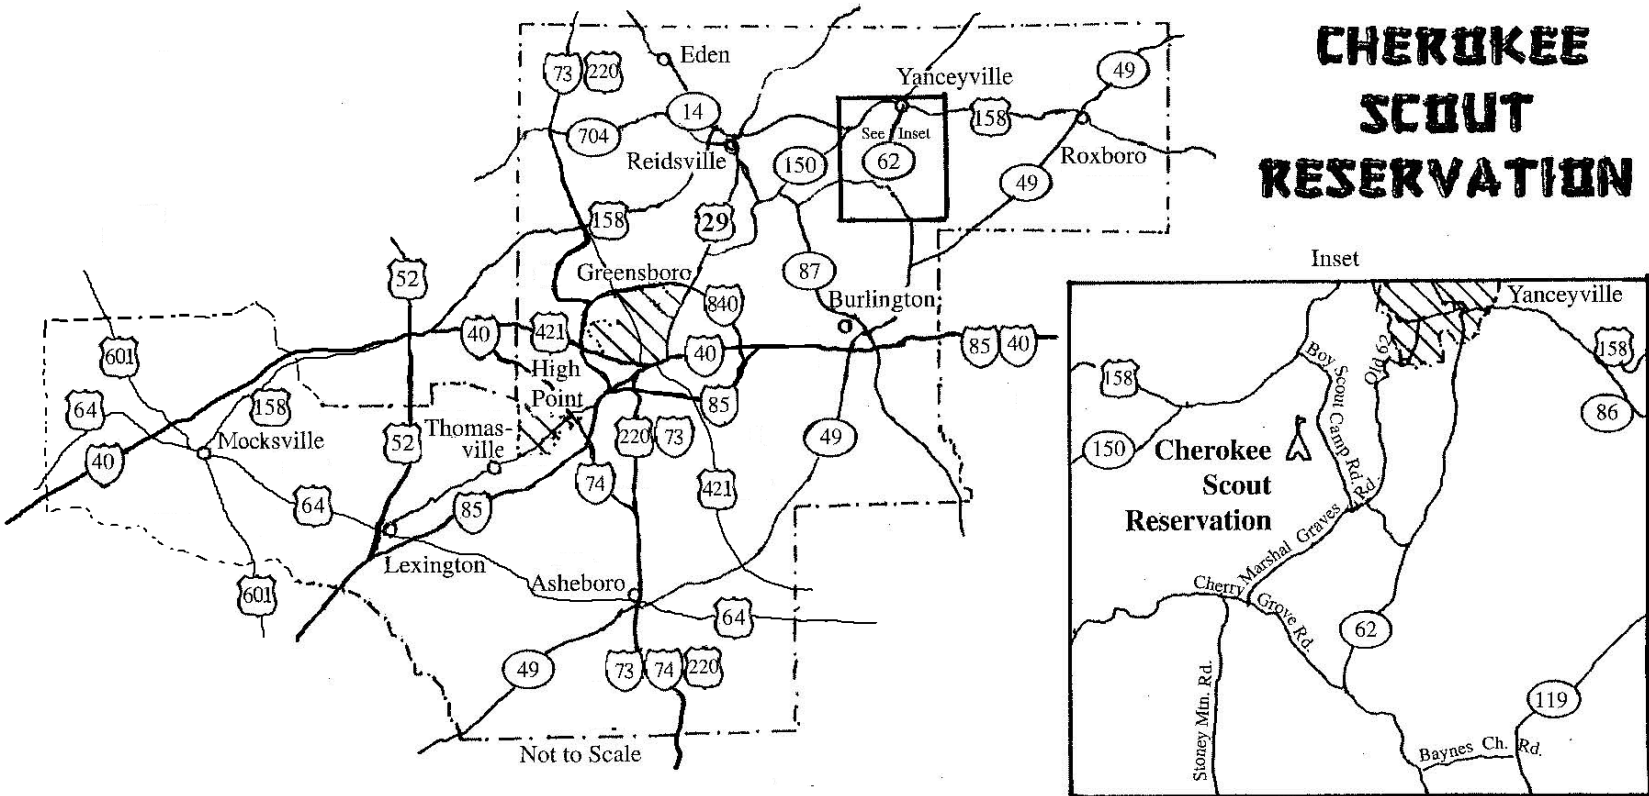 CHEROKEE
SCOUT
RESERVATION
73
220
Eden
Yanceyville
49
14
158
704
See Inset
Reidsville
150
62
Roxboro
49
158
29
52
Greensboro
87
840
Burlington
601
40
421
40
85
40
High
Point
64
158
85
Thomas-
ville
Mocksville
52
220
73
49
40
74
421
64
85
Lexington
Asheboro
601
64
49
73
74
220
Not to Scale
Inset
Yanceyville
Old 62
158
Boy Scout Camp Rd.
158
86
150
Cherokee
Scout
Reservation
Marshal Graves Rd.
Cherry Grove Rd.
62
Stoney Mtn. Rd.
119
Baynes Ch. Rd.